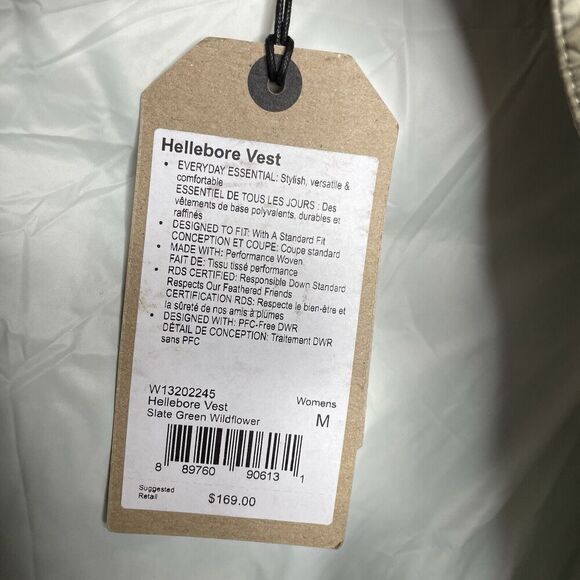 Hellebore Vest
• EVERYDAY ESSENTIAL: Stylish, versatile &
comfortable
ESSENTIEL DE TOUS LES JOURS : Des
vêtements de base polyvalents, durables et
raffinés
• DESIGNED TO FIT: With A Standard Fit
CONCEPTION ET COUPE: Coupe standard
• MADE WITH: Performance Woven
FAIT DE: Tissu tissé performance
• RDS CERTIFIED: Responsible Down Standard
Respects Our Feathered Friends
CERTIFICATION RDS: Respecte le bien-être et
la sûreté de nos amis à plumes
• DESIGNED WITH: PFC-Free DWR
DÉTAIL DE CONCEPTION: Traitement DWR
sans PFC
W13202245
Hellebore Vest Womens
Slate Green Wildflower M
8 89760 90613 1
Suggested
Retail $169.00